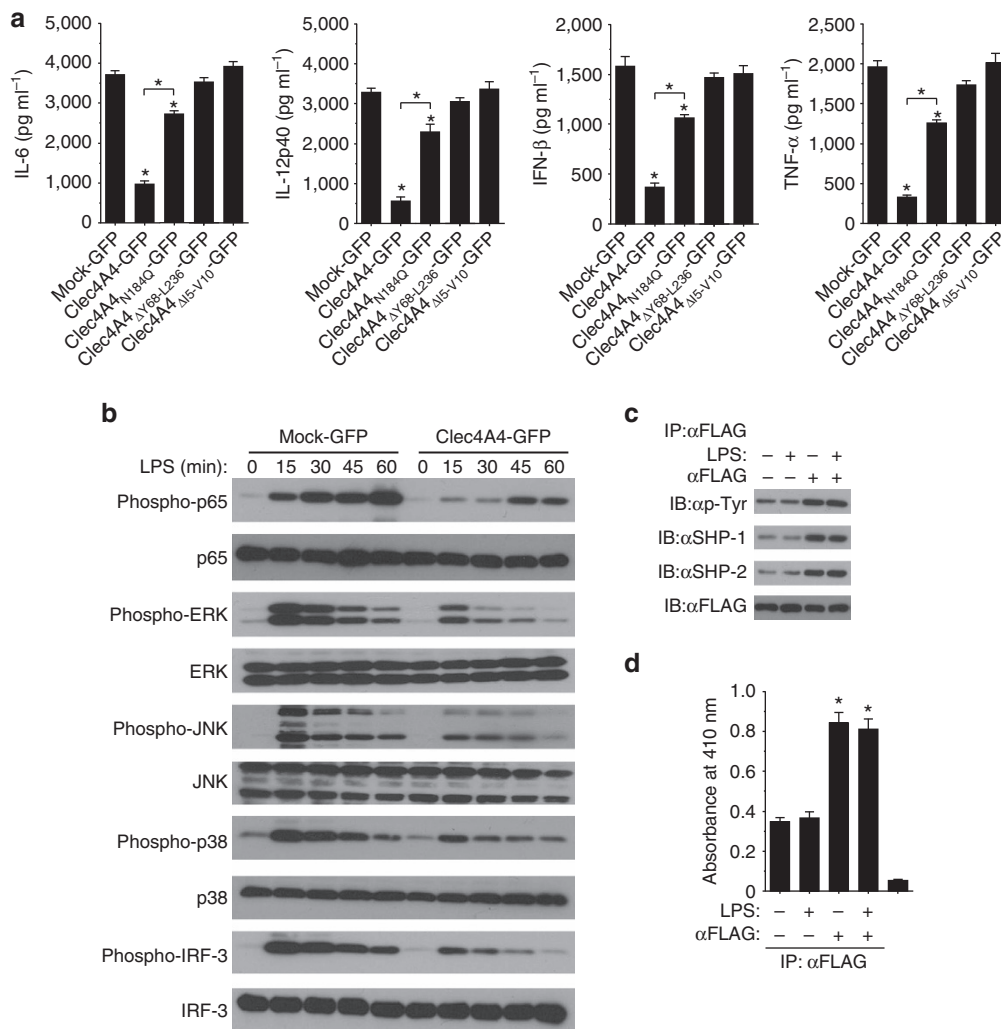 a
5,000
4,000
3,000
2,000
1,000
0
IL-6 (pg ml−1)
Mock-GFP
Clec4A4-GFP
Clec4A4N184Q-GFP
Clec4A4ΔY68-L236-GFP
Clec4A4ΔI5-V10-GFP
* * *
5,000
4,000
3,000
2,000
1,000
0
IL-12p40 (pg ml−1)
Mock-GFP
Clec4A4-GFP
Clec4A4N184Q-GFP
Clec4A4ΔY68-L236-GFP
Clec4A4ΔI5-V10-GFP
* * *
2,000
1,500
1,000
500
0
IFN-β (pg ml−1)
Mock-GFP
Clec4A4-GFP
Clec4A4N184Q-GFP
Clec4A4ΔY68-L236-GFP
Clec4A4ΔI5-V10-GFP
* * *
2,500
2,000
1,500
1,000
500
0
TNF-α (pg ml−1)
Mock-GFP
Clec4A4-GFP
Clec4A4N184Q-GFP
Clec4A4ΔY68-L236-GFP
Clec4A4ΔI5-V10-GFP
* * *
b
Mock-GFP Clec4A4-GFP
LPS (min): 0 15 30 45 60 0 15 30 45 60
Phospho-p65
p65
Phospho-ERK
ERK
Phospho-JNK
JNK
Phospho-p38
p38
Phospho-IRF-3
IRF-3
c
IP:αFLAG
LPS: − + − +
αFLAG − − + +
IB:αp-Tyr
IB:αSHP-1
IB:αSHP-2
IB:αFLAG
d
1.0
0.8
0.6
0.4
0.2
0
Absorbance at 410 nm
* *
LPS: − + − +
αFLAG: − − + +
IP: αFLAG